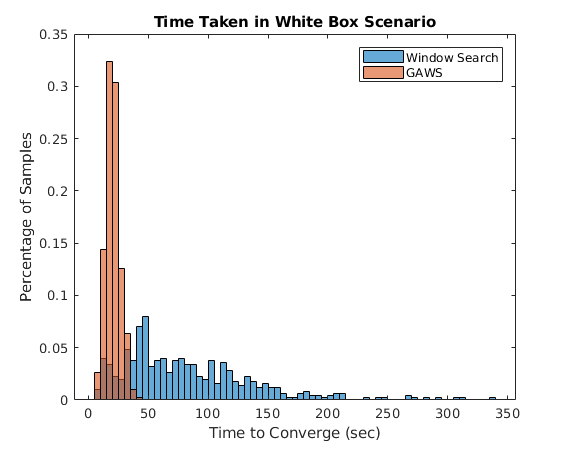 Time Taken in White Box Scenario
Window Search
GAWS
Percentage of Samples
0.35
0.3
0.25
0.2
0.15
0.1
0.05
0
0 50 100 150 200 250 300 350
Time to Converge (sec)